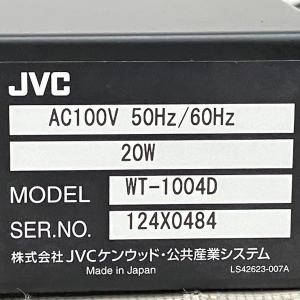 JVC
AC100V 50Hz/60Hz
20W
MODEL WT-1004D
SER.NO. 124X0484
株式会社JVCケンウッド・公共産業システム
Made in Japan LS42623-007A